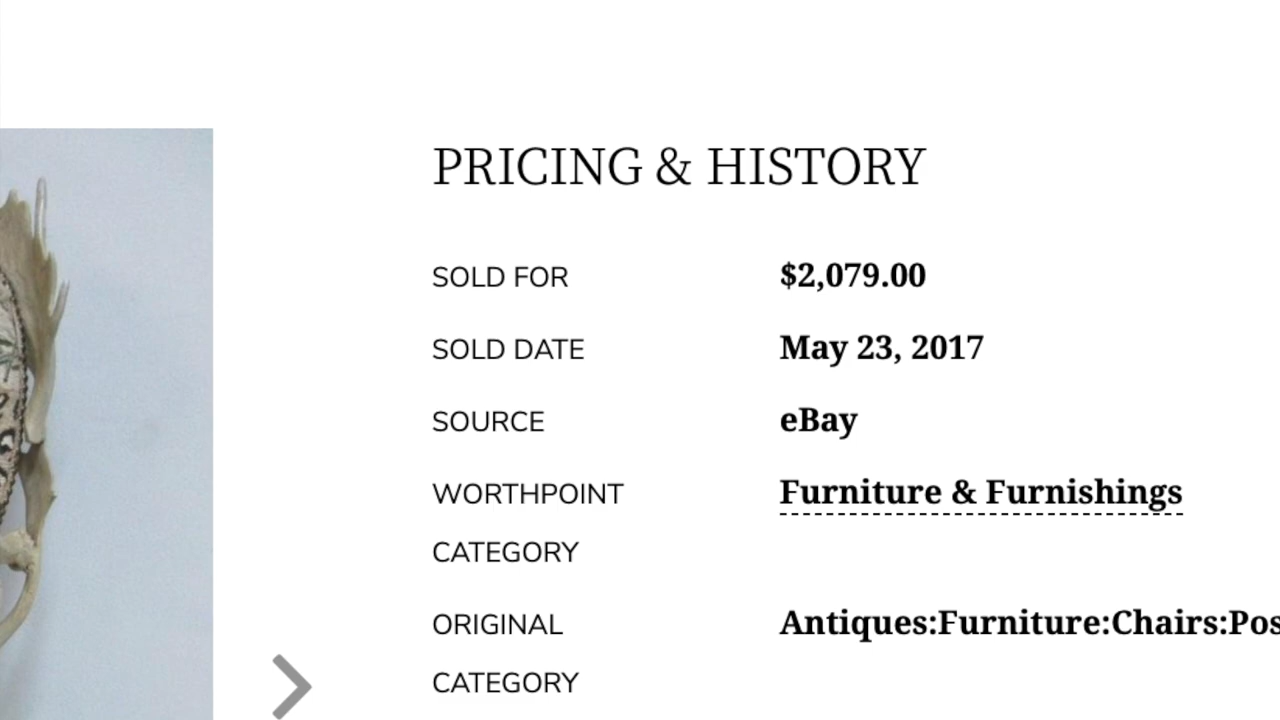 PRICING & HISTORY
SOLD FOR $2,079.00
SOLD DATE May 23, 2017
SOURCE eBay
WORTHPOINT Furniture & Furnishings
CATEGORY
ORIGINAL Antiques:Furniture:Chairs:Pos
CATEGORY